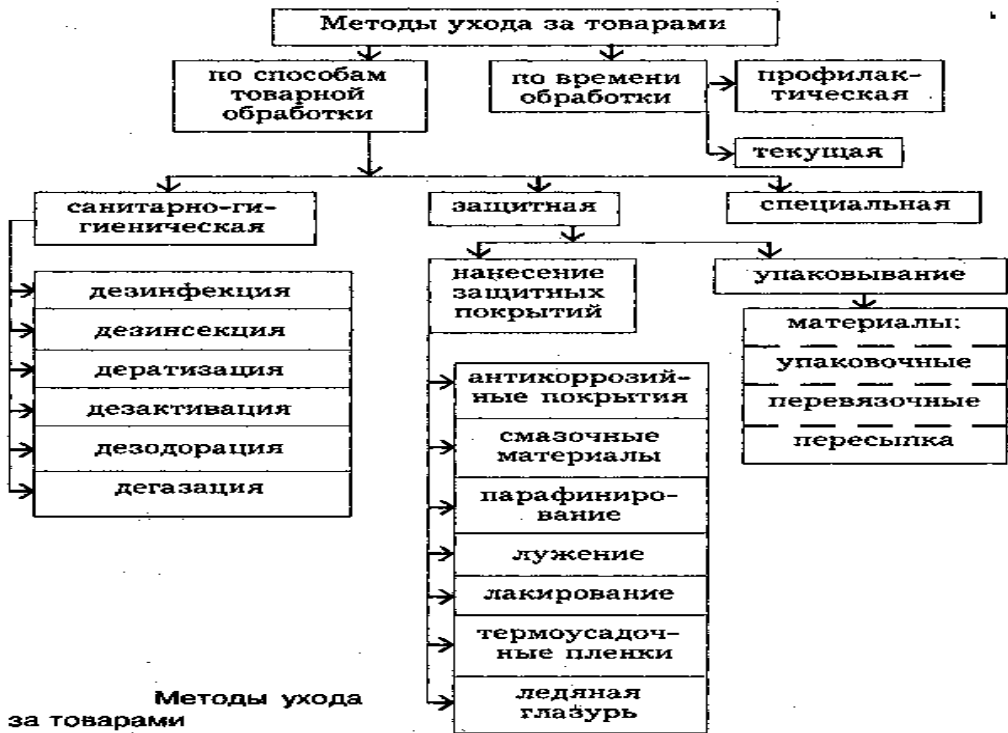 Методы ухода за товарами
по способам
товарной
обработки
по времени
обработки
профилак-
тическая
текущая
санитарно-ги-
гиеническая
защитная
специальная
дезинфекция
дезинсекция
дератизация
дезактивация
дезодорация
дегазация
нанесение
защитных
покрытий
упаковывание
материалы:
упаковочные
перевязочные
пересыпка
антикоррозий-
ные покрытия
смазочные
материалы
парафиниро-
вание
лужение
лакирование
термоусадоч-
ные пленки
ледяная
глазурь
Методы ухода
за товарами